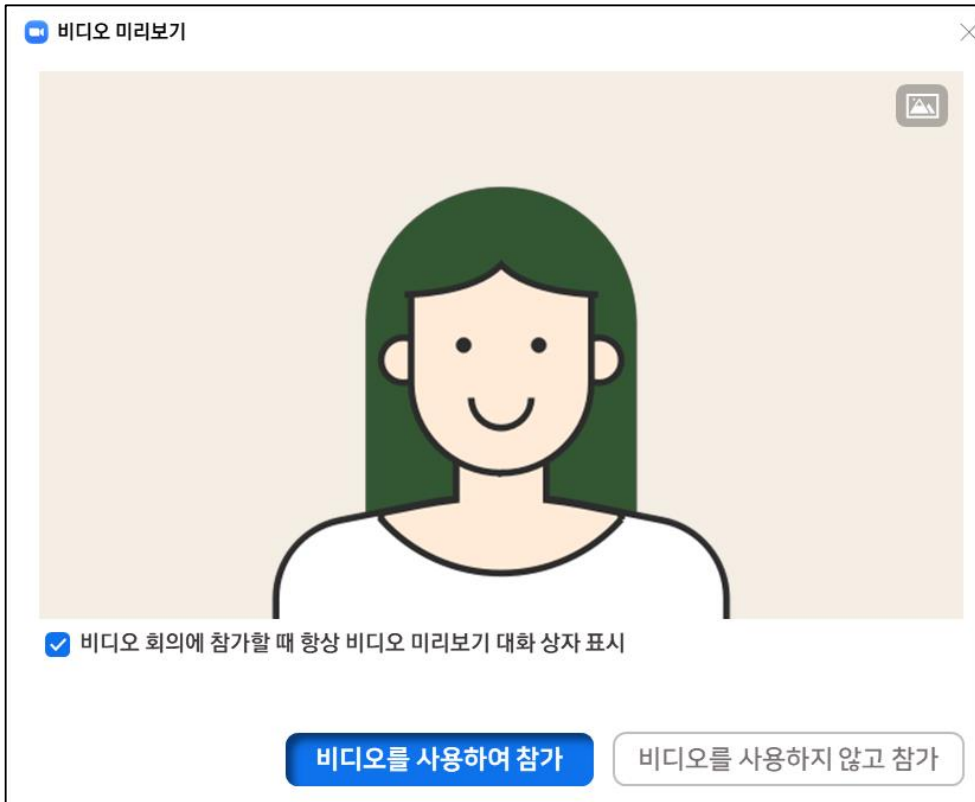 비디오 미리보기
비디오 회의에 참가할 때 항상 비디오 미리보기 대화 상자 표시
비디오를 사용하여 참가
비디오를 사용하지 않고 참가